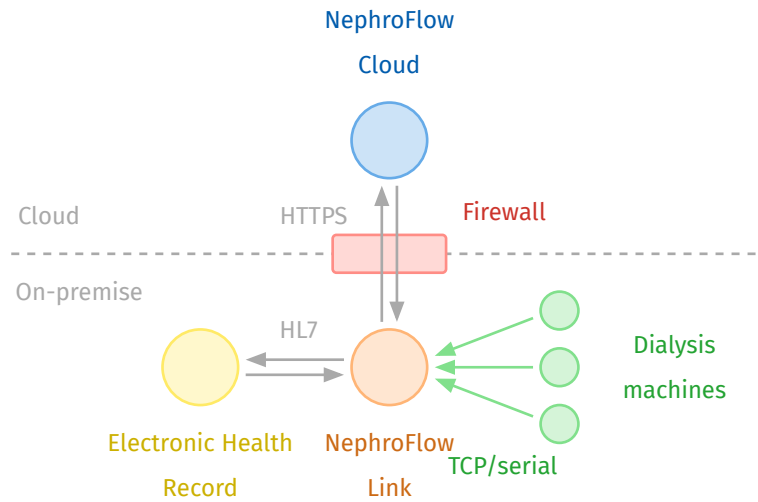 NephroFlow
Cloud
Cloud
HTTPS
Firewall
On-premise
HL7
Dialysis
machines
Electronic Health
Record
NephroFlow
Link
TCP/serial